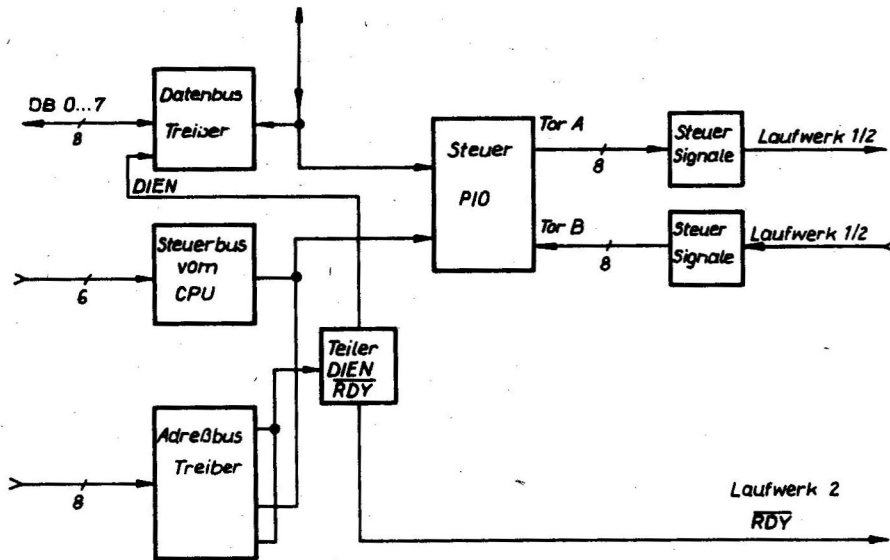 DB 0...7
8
Datenbus
Treiber
DIEN
Steuerbus
vom
CPU
6
Adreßbus
Treiber
8
Teiler
DIEN
RDY
Steuer
PIO
Tor A
8
Tor B
8
Steuer
Signale
Laufwerk 1/2
Steuer
Signale
Laufwerk 1/2
Laufwerk 2
RDY